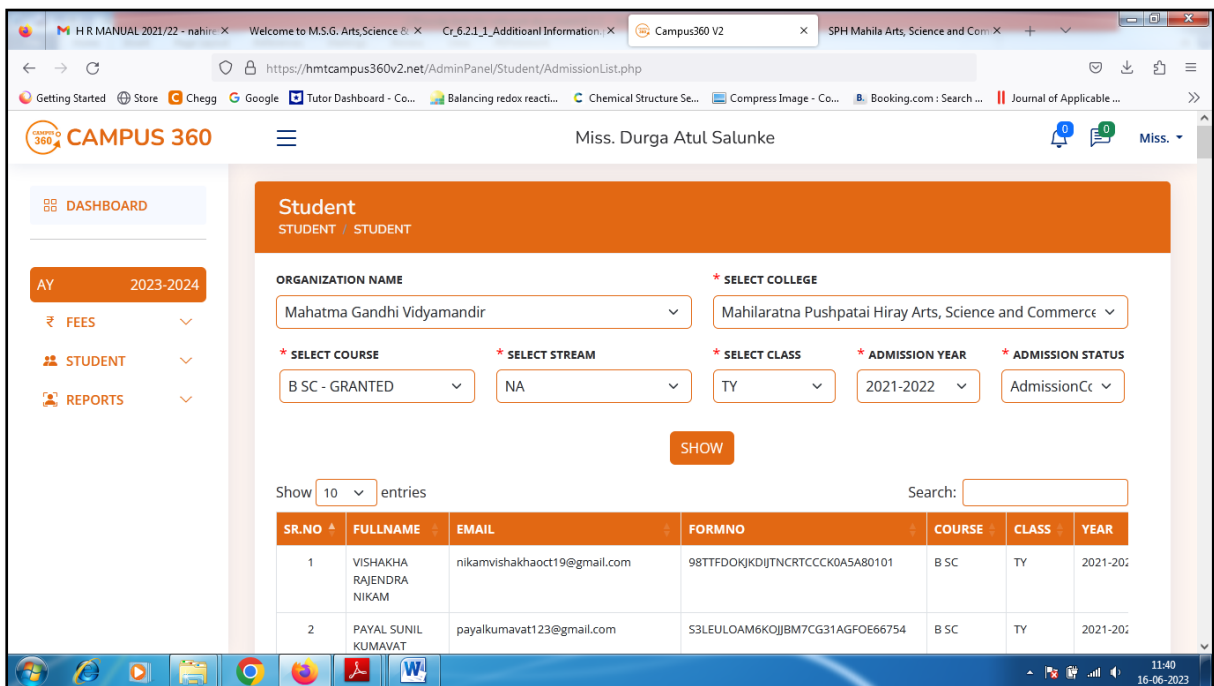 H R MANUAL 2021/22 - nahire × Welcome to M.S.G. Arts,Science & × Cr_6.2.1_1_Additioanl Information. × Campus360 V2 × SPH Mahila Arts, Science and Com × +
https://hmtcampus360v2.net/AdminPanel/Student/AdmissionList.php
Getting Started Store Chegg Google Tutor Dashboard - Co... Balancing redox reacti... Chemical Structure Se... Compress Image - Co... Booking.com : Search ... Journal of Applicable ...
CAMPUS 360 CAMPUS 360 Miss. Durga Atul Salunke 0 0 Miss.
DASHBOARD
Student
STUDENT / STUDENT
AY 2023-2024
₹ FEES
STUDENT
REPORTS
ORGANIZATION NAME * SELECT COLLEGE
Mahatma Gandhi Vidyamandir Mahilaratna Pushpatai Hiray Arts, Science and Commerce
* SELECT COURSE * SELECT STREAM * SELECT CLASS * ADMISSION YEAR * ADMISSION STATUS
B SC - GRANTED NA TY 2021-2022 AdmissionCo
SHOW
Show 10 entries Search:
SR.NO FULLNAME EMAIL FORMNO COURSE CLASS YEAR
1 VISHAKHA nikamvishakhaoct19@gmail.com 98TTFDOKJKDIJTNCRTCCCK0A5A80101 B SC TY 2021-202
RAJENDRA
NIKAM
2 PAYAL SUNIL payalkumavat123@gmail.com S3LEULOAM6KOJJBM7CG31AGFOE66754 B SC TY 2021-202
KUMAVAT
11:40
16-06-2023